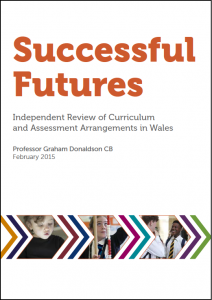 Successful
Futures
Independent Review of Curriculum
and Assessment Arrangements in Wales
Professor Graham Donaldson CB
February 2015